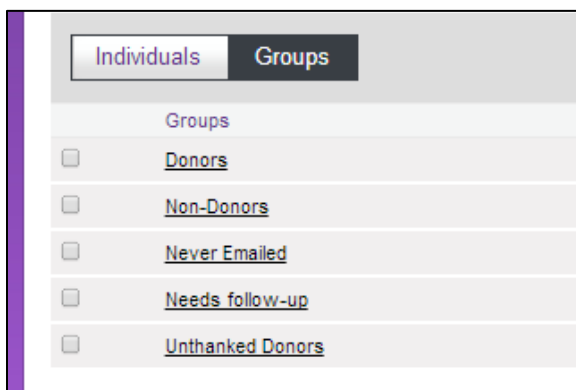 Individuals Groups
Groups
Donors
Non-Donors
Never Emailed
Needs follow-up
Unthanked Donors